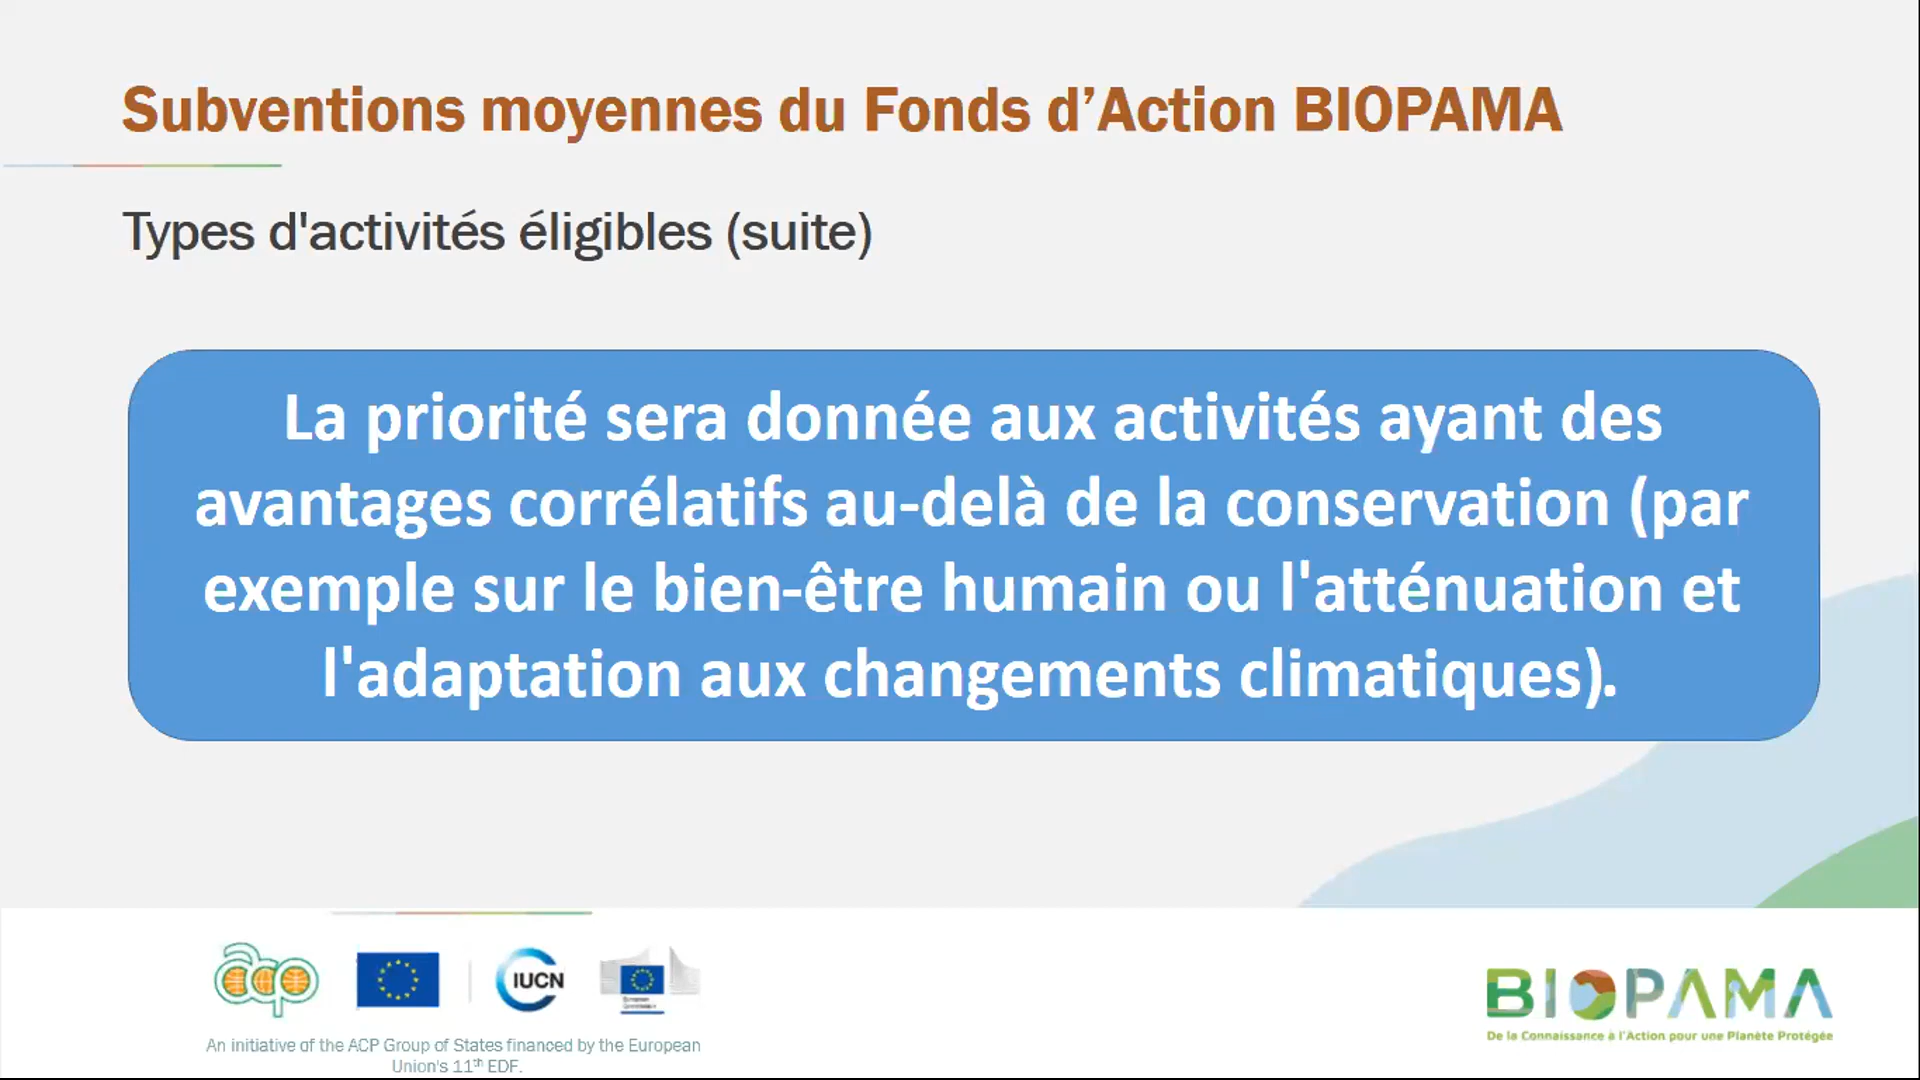 Subventions moyennes du Fonds d’Action BIOPAMA
Types d'activités éligibles (suite)
La priorité sera donnée aux activités ayant des
avantages corrélatifs au-delà de la conservation (par
exemple sur le bien-être humain ou l'atténuation et
l'adaptation aux changements climatiques).
acp
IUCN
European
Commission
An initiative of the ACP Group of States financed by the European
Union's 11th EDF.
BIOPAMA
De la Connaissance à l'Action pour une Planète Protégée